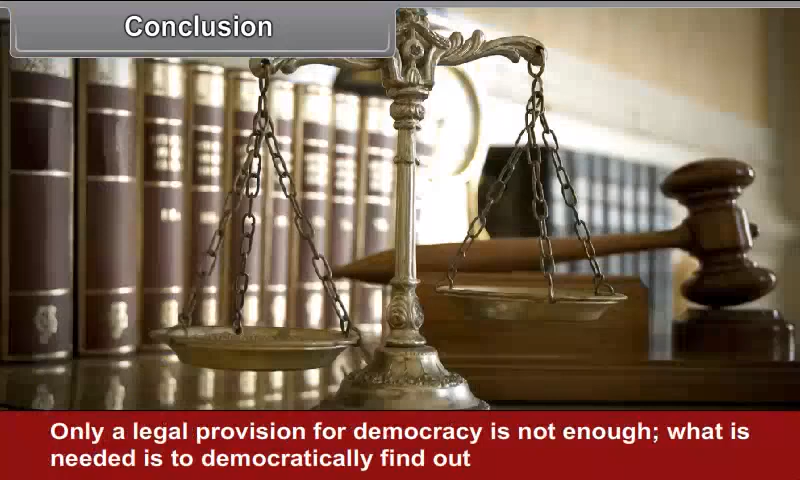 Conclusion
Only a legal provision for democracy is not enough; what is
needed is to democratically find out